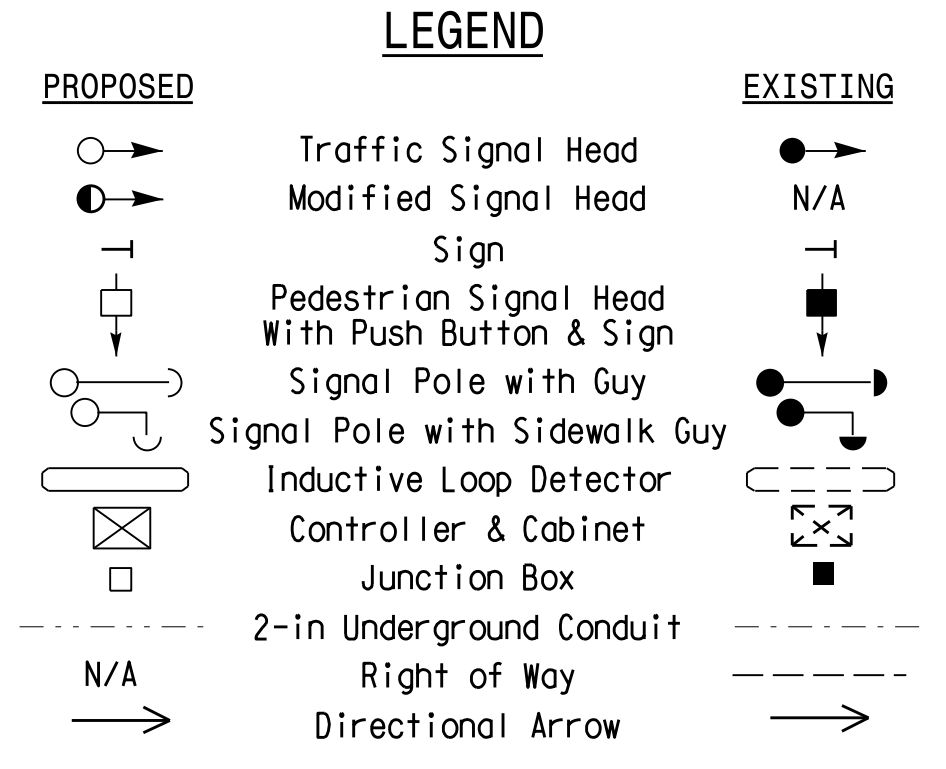 LEGEND
PROPOSED EXISTING
Traffic Signal Head
Modified Signal Head N/A
Sign
Pedestrian Signal Head
With Push Button & Sign
Signal Pole with Guy
Signal Pole with Sidewalk Guy
Inductive Loop Detector
Controller & Cabinet
Junction Box
2-in Underground Conduit
N/A Right of Way
Directional Arrow